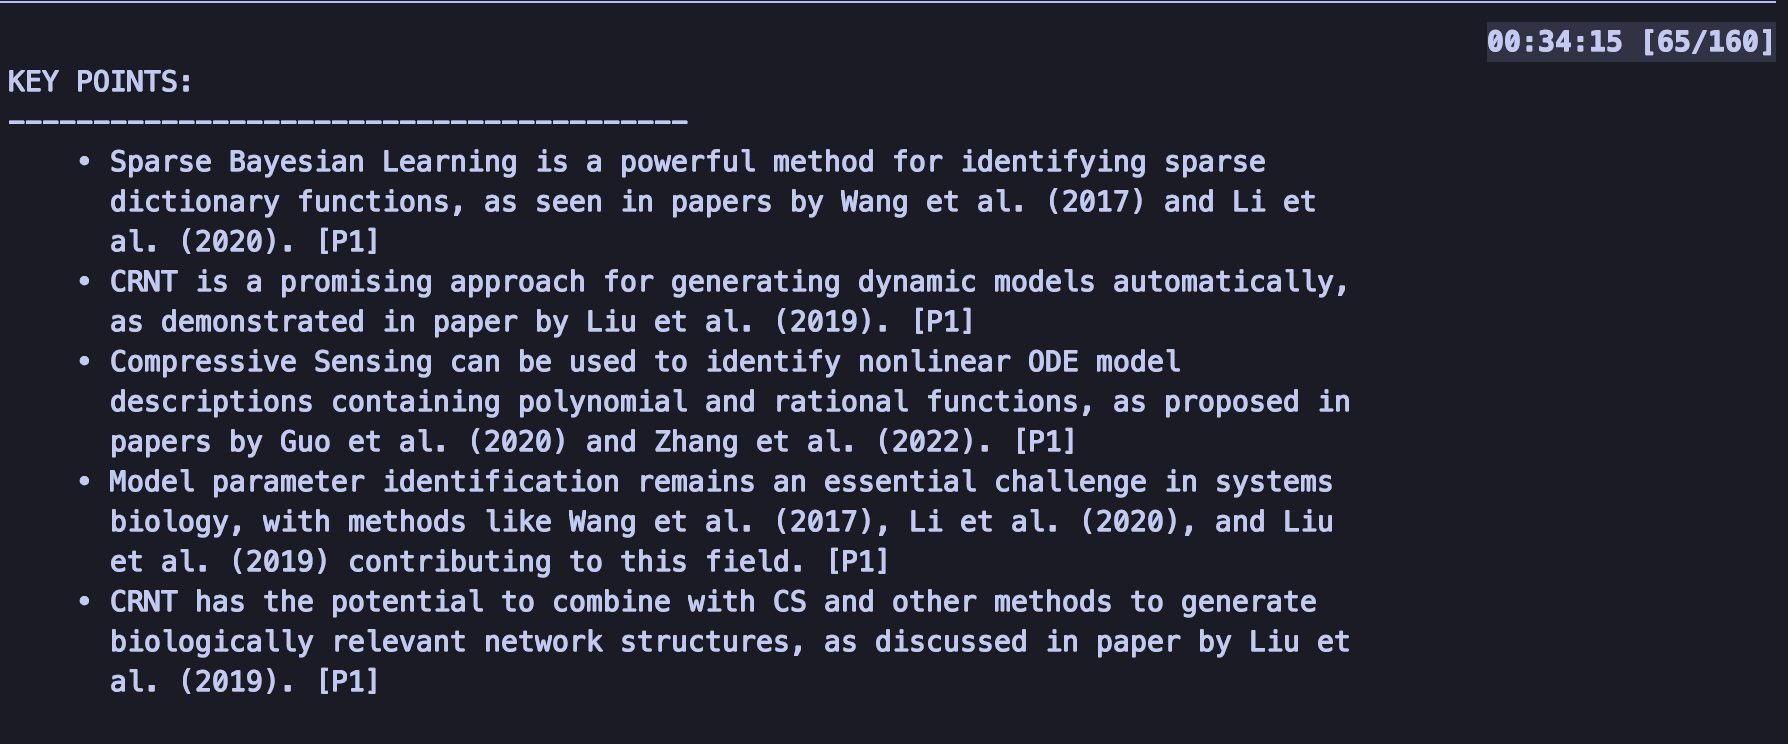 00:34:15 [65/160]
KEY POINTS:
----------------------------------------
• Sparse Bayesian Learning is a powerful method for identifying sparse
dictionary functions, as seen in papers by Wang et al. (2017) and Li et
al. (2020). [P1]
• CRNT is a promising approach for generating dynamic models automatically,
as demonstrated in paper by Liu et al. (2019). [P1]
• Compressive Sensing can be used to identify nonlinear ODE model
descriptions containing polynomial and rational functions, as proposed in
papers by Guo et al. (2020) and Zhang et al. (2022). [P1]
• Model parameter identification remains an essential challenge in systems
biology, with methods like Wang et al. (2017), Li et al. (2020), and Liu
et al. (2019) contributing to this field. [P1]
• CRNT has the potential to combine with CS and other methods to generate
biologically relevant network structures, as discussed in paper by Liu et
al. (2019). [P1]